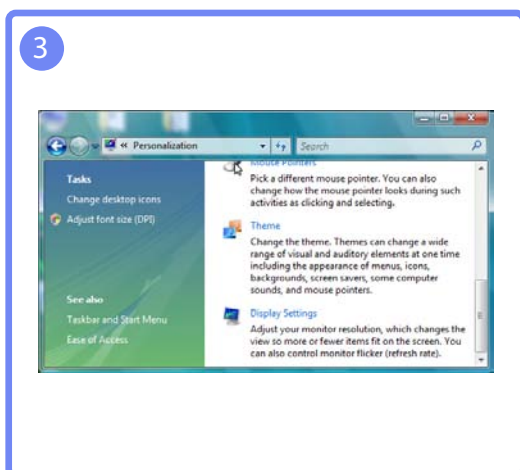 3
« Personalization
Search
Tasks
Change desktop icons
Adjust font size (DPI)
See also
Taskbar and Start Menu
Ease of Access
Mouse Pointers
Pick a different mouse pointer. You can also
change how the mouse pointer looks during such
activities as clicking and selecting.
Theme
Change the theme. Themes can change a wide
range of visual and auditory elements at one time
including the appearance of menus, icons,
backgrounds, screen savers, some computer
sounds, and mouse pointers.
Display Settings
Adjust your monitor resolution, which changes the
view so more or fewer items fit on the screen. You
can also control monitor flicker (refresh rate).